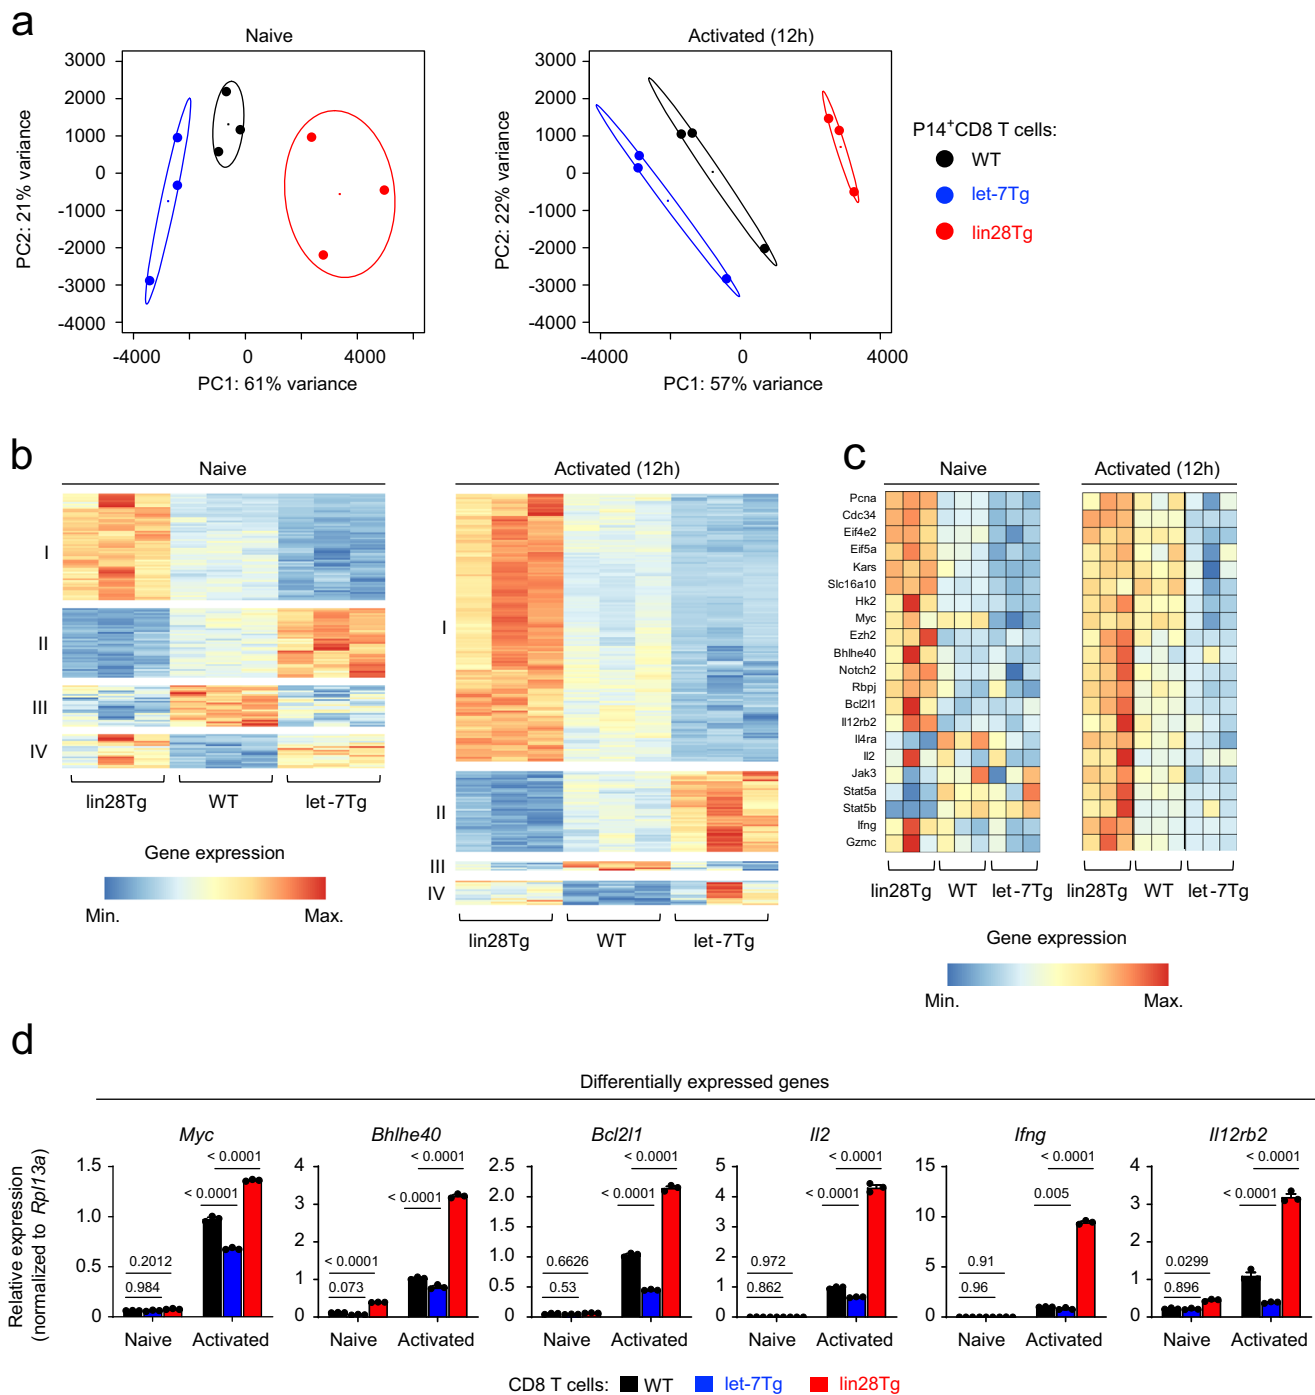 a
Naive
Activated (12h)
3000
2000
1000
0
-1000
-2000
-3000
-4000
PC2: 21% variance
-4000 0 4000
PC1: 61% variance
3000
2000
1000
0
-1000
-2000
-3000
-4000
PC2: 22% variance
-4000 0 4000
PC1: 57% variance
P14+CD8 T cells:
WT
let-7Tg
lin28Tg
b
Naive
Activated (12h)
I
II
III
IV
lin28Tg WT let-7Tg
Gene expression
Min. Max.
I
II
III
IV
lin28Tg WT let-7Tg
c
Naive
Activated (12h)
Pcna
Cdc34
Eif4e2
Eif5a
Kars
Slc16a10
Hk2
Myc
Ezh2
Bhlhe40
Notch2
Rbpj
Bcl2l1
Il12rb2
Il4ra
Il2
Jak3
Stat5a
Stat5b
Ifng
Gzmc
lin28Tg WT let-7Tg
lin28Tg WT let-7Tg
Gene expression
Min. Max.
d
Differentially expressed genes
Relative expression
(normalized to Rpl13a)
Myc
1.5
1.0
0.5
0
< 0.0001
< 0.0001
0.2012
0.984
Naive Activated
Bhlhe40
4
3
2
1
0
< 0.0001
< 0.0001
< 0.0001
0.073
Naive Activated
Bcl2l1
2.5
2.0
1.5
1.0
0.5
0
< 0.0001
< 0.0001
0.6626
0.53
Naive Activated
Il2
5
4
3
2
1
0
< 0.0001
< 0.0001
0.972
0.862
Naive Activated
Ifng
15
10
5
0
< 0.0001
0.005
0.91
0.96
Naive Activated
Il12rb2
4
3
2
1
0
< 0.0001
< 0.0001
0.0299
0.896
Naive Activated
CD8 T cells: WT let-7Tg lin28Tg